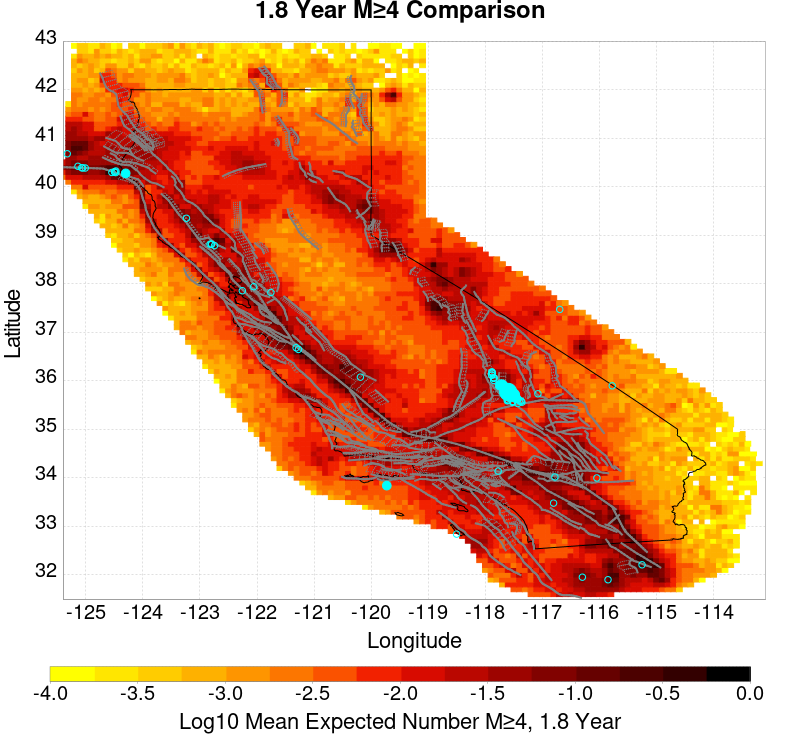 1.8 Year M≥4 Comparison
43
42
41
40
39
38
37
36
35
34
33
32
Latitude
-125 -124 -123 -122 -121 -120 -119 -118 -117 -116 -115 -114
Longitude
-4.0 -3.5 -3.0 -2.5 -2.0 -1.5 -1.0 -0.5 0.0
Log10 Mean Expected Number M≥4, 1.8 Year